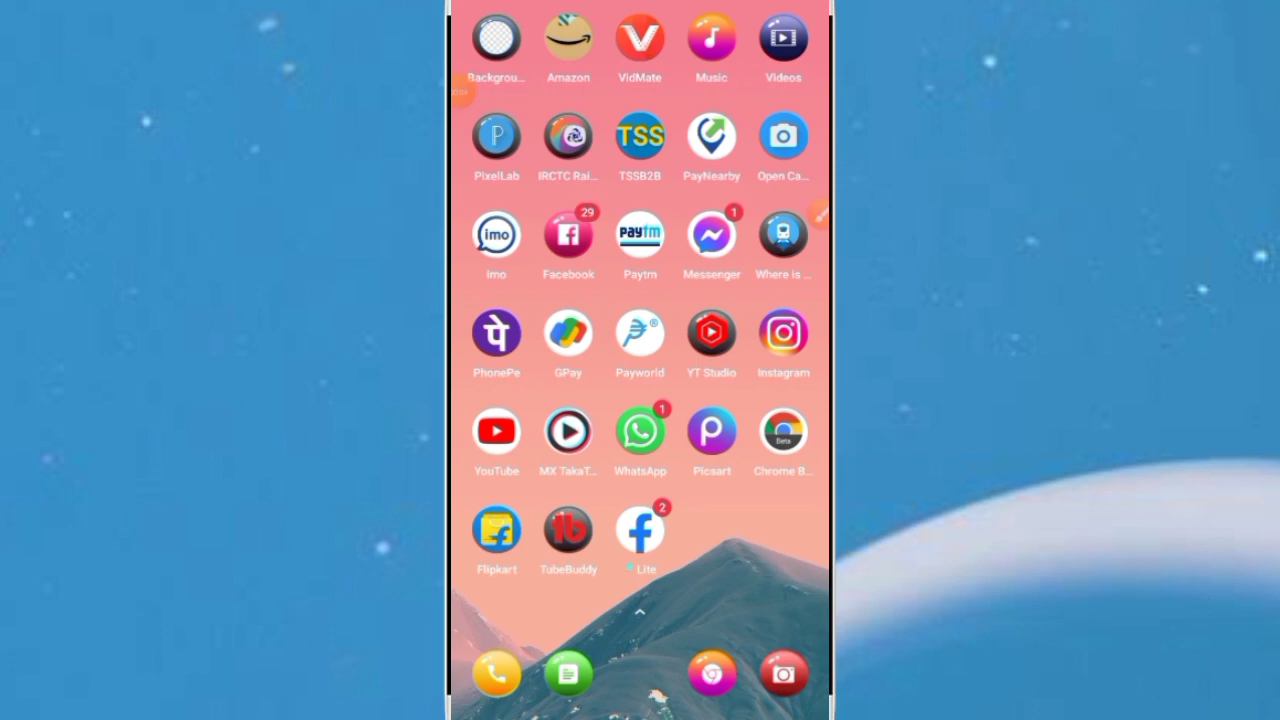 Backgrou...
Amazon
VidMate
Music
Videos
P
TSS
PixelLab
IRCTC Rai...
TSSB2B
PayNearby
Open Ca...
imo
29
paytm
1
Imo
Facebook
Paytm
Messenger
Where is ...
पे
®
PhonePe
GPay
Payworld
YT Studio
Instagram
1
Beta
YouTube
MX TakaT...
WhatsApp
Picsart
Chrome B...
tb
2
Flipkart
TubeBuddy
Lite